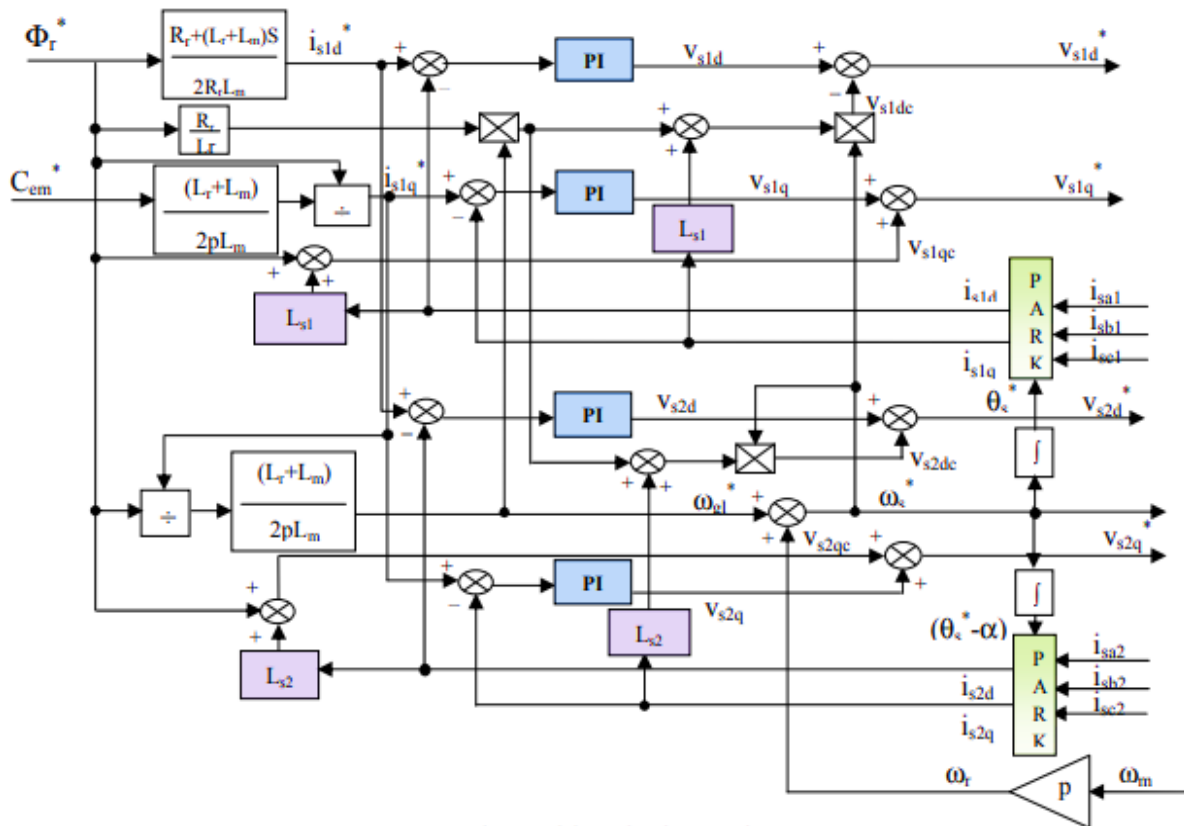 Φr*
Rr+(Lr+Lm)S
2RrLm
is1d*
+
−
PI
vs1d
+
−
vs1d*
vs1dc
Rr
Lr
+
+
Cem*
(Lr+Lm)
2pLm
÷
is1q*
+
−
PI
vs1q
+
+
vs1q*
Ls1
vs1qc
+
+
Ls1
is1d
is1q
PARK
isa1
isb1
isc1
θs*
∫
+
−
PI
vs2d
+
+
vs2d*
vs2dc
+
+
÷
(Lr+Lm)
2pLm
ωgl*
+
+
ωs*
vs2qc
+
+
vs2q*
+
−
PI
vs2q
∫
(θs*-α)
+
+
Ls2
Ls2
is2d
is2q
PARK
isa2
isb2
isc2
ωr
p
ωm